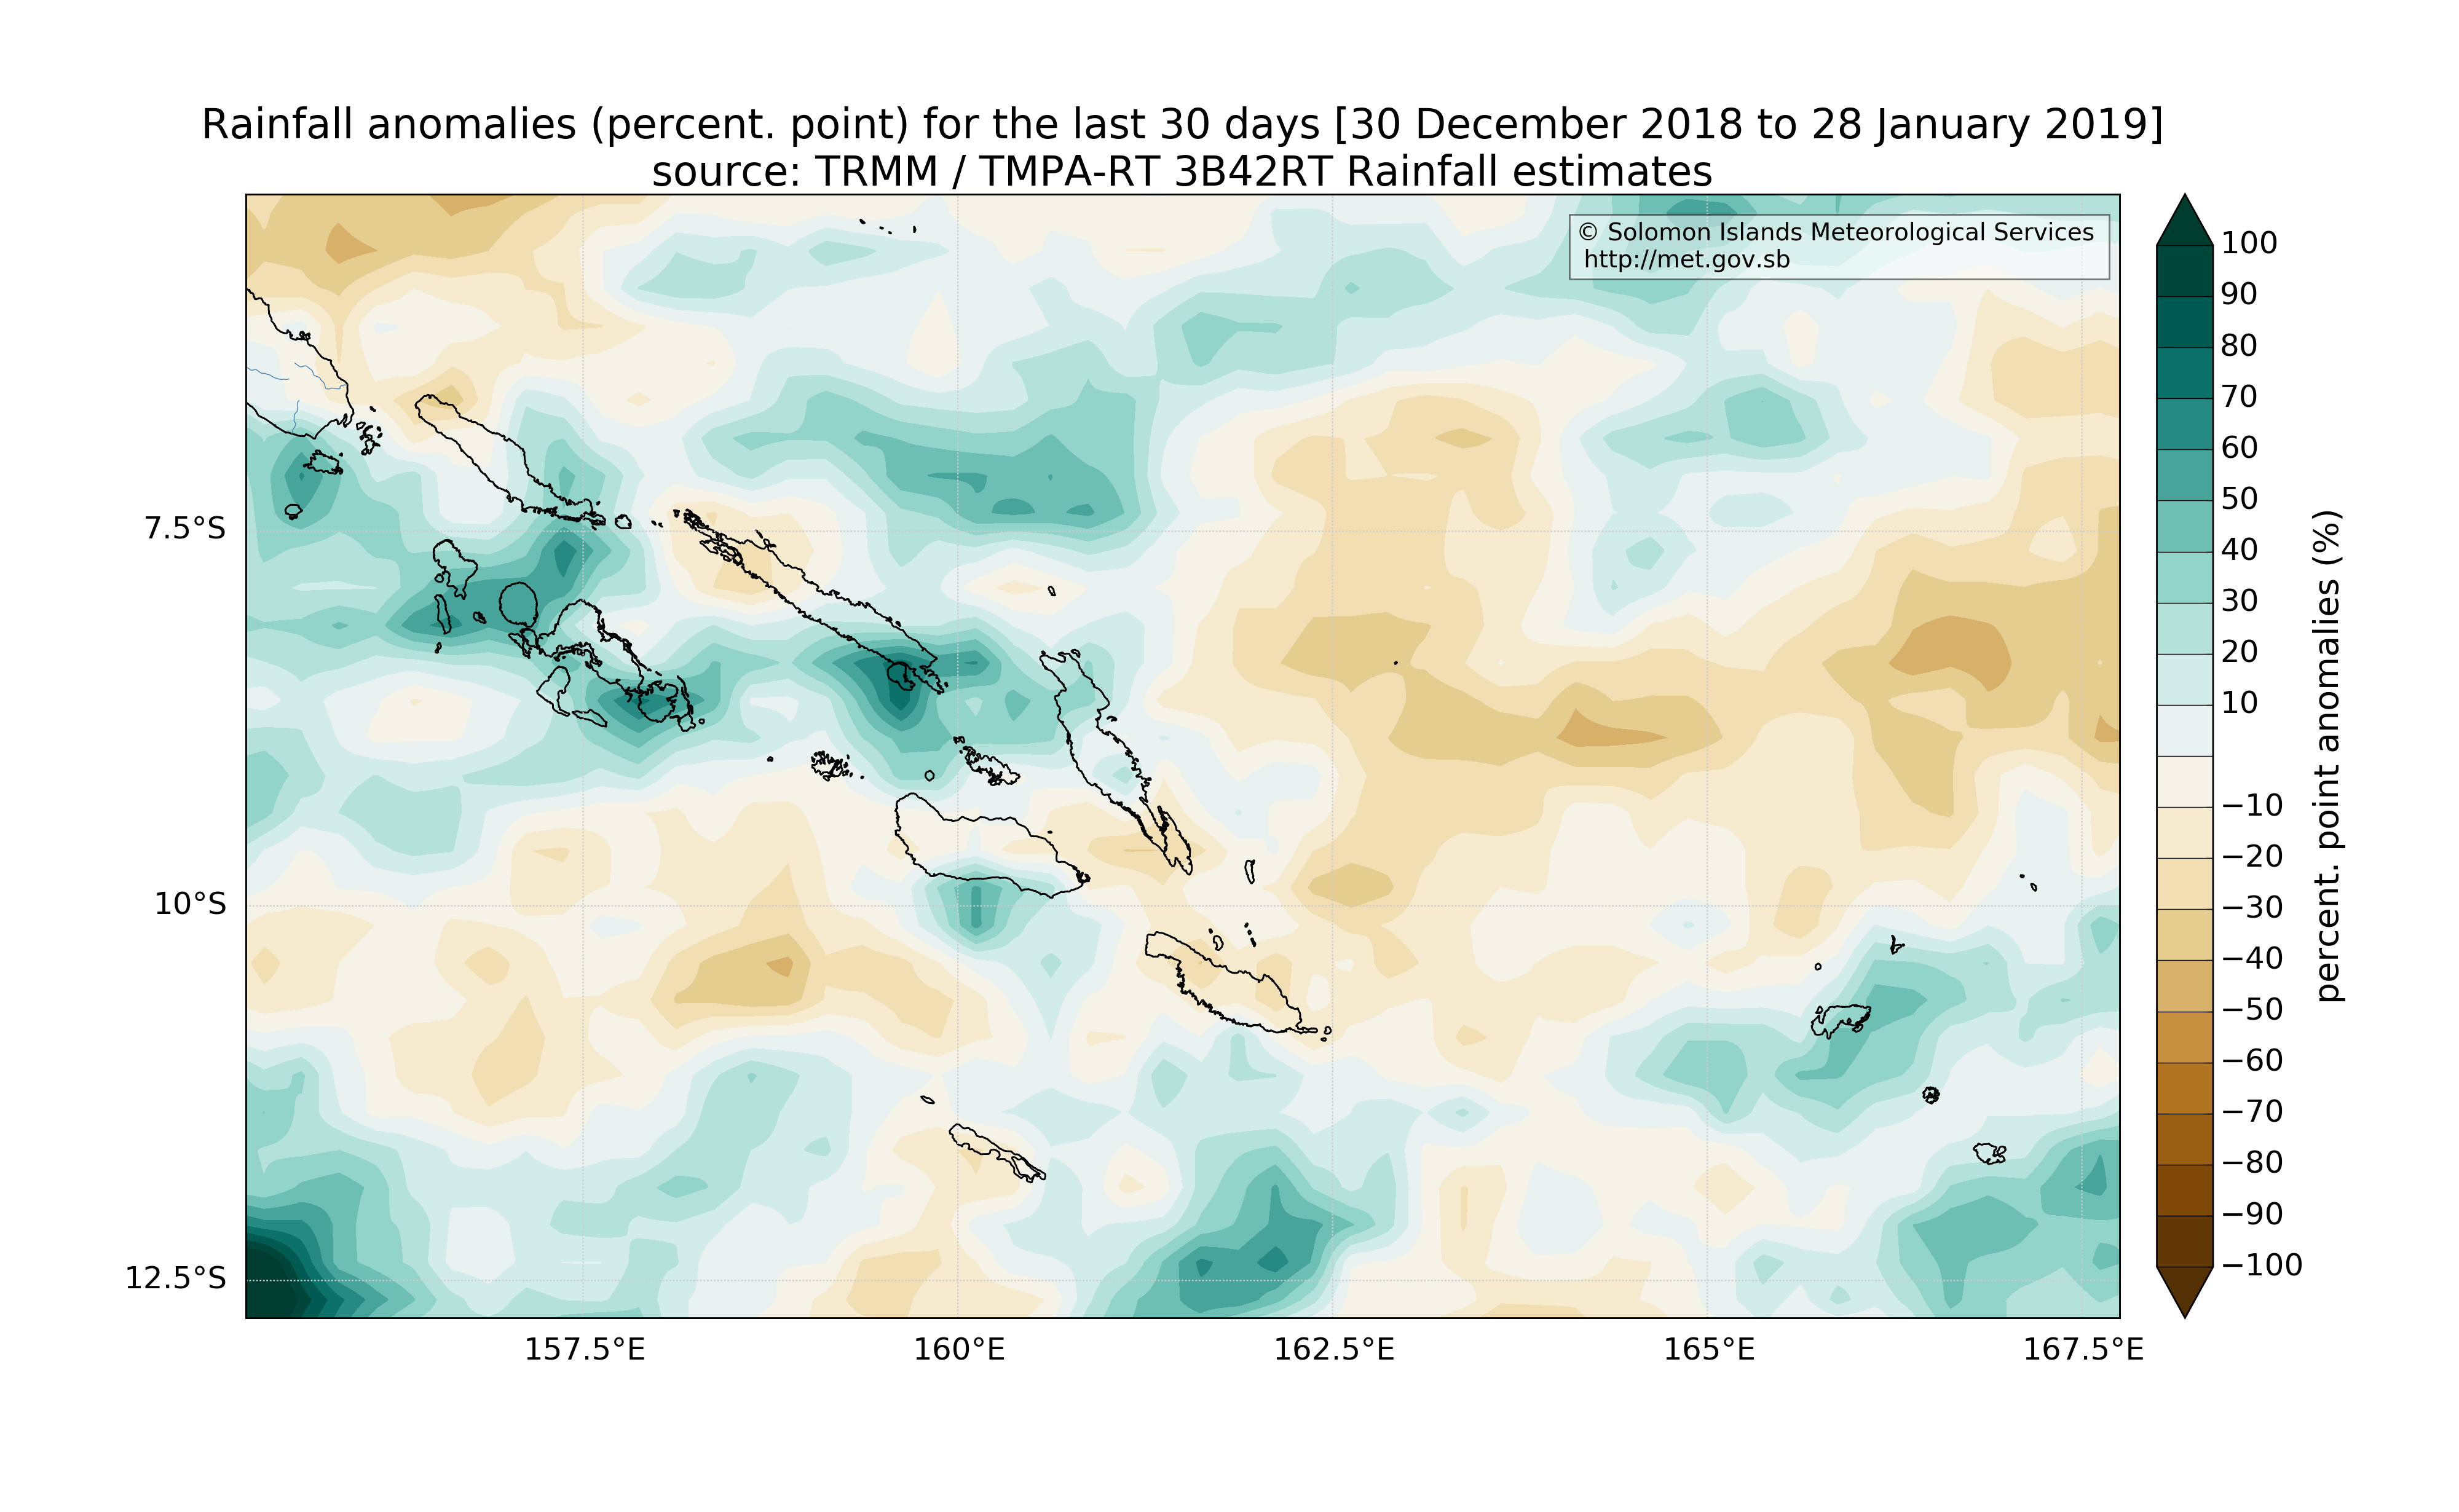 Rainfall anomalies (percent. point) for the last 30 days [30 December 2018 to 28 January 2019]
source: TRMM / TMPA-RT 3B42RT Rainfall estimates
© Solomon Islands Meteorological Services
http://met.gov.sb
7.5°S
10°S
12.5°S
157.5°E
160°E
162.5°E
165°E
167.5°E
100
90
80
70
60
50
40
30
20
10
−10
−20
−30
−40
−50
−60
−70
−80
−90
−100
percent. point anomalies (%)